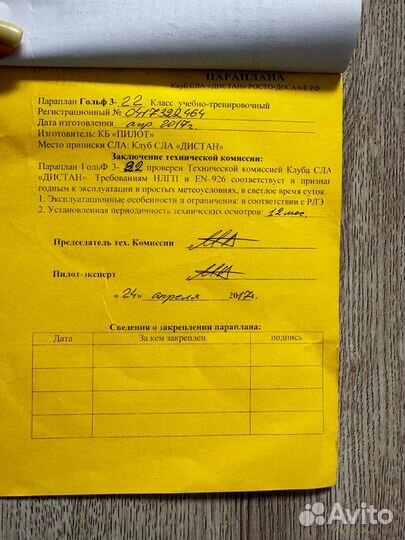 ПАРАПЛАНА
Клуб СЛА «ДИСТАН» РОСТО-ДОСААФ РФ
Параплан Гольф 3- 22 Класс учебно-тренировочный
Регистрационный № 0417322464
Дата изготовления апр. 2017г.
Изготовитель: КБ «ПИЛОТ»
Место приписки СЛА: Клуб СЛА «ДИСТАН»
Заключение технической комиссии:
Параплан Гольф 3- 22 проверен Технической комиссией Клуба СЛА
«ДИСТАН». Требованиям НЛГП и EN-926 соответствует и признан
годным к эксплуатации в простых метеоусловиях, в светлое время суток.
1. Эксплуатационные особенности и ограничения: в соответствии с РЛЭ
2. Установленная периодичность технических осмотров: 12 мес.
Председатель тех. Комиссии
Пилот-эксперт
«24» апреля 2017г.
Сведения о закреплении параплана:
Дата За кем закреплен подпись
Avito